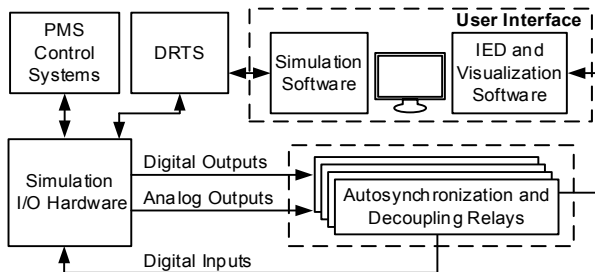 User Interface
PMS
Control
Systems
DRTS
Simulation
Software
IED and
Visualization
Software
Simulation
I/O Hardware
Digital Outputs
Analog Outputs
Autosynchronization and
Decoupling Relays
Digital Inputs